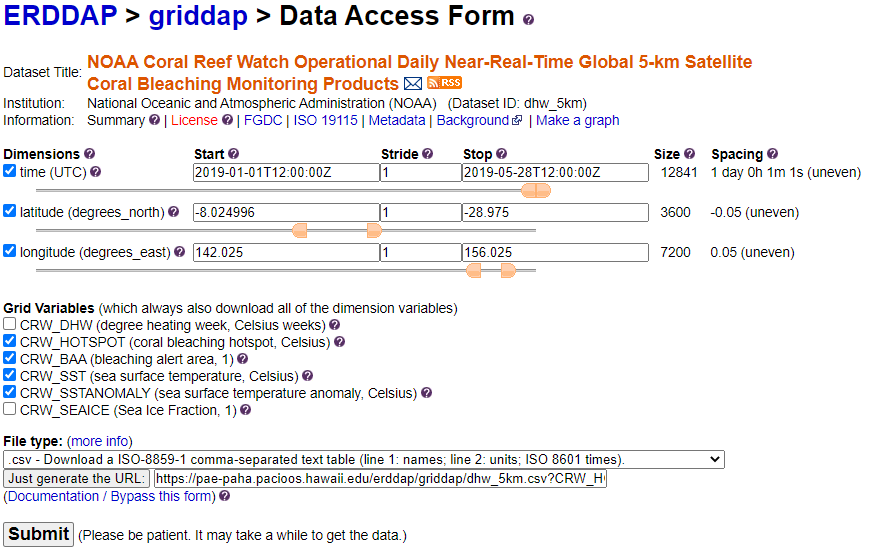 ERDDAP > griddap > Data Access Form ?
Dataset Title: NOAA Coral Reef Watch Operational Daily Near-Real-Time Global 5-km Satellite
Coral Bleaching Monitoring Products RSS
Institution: National Oceanic and Atmospheric Administration (NOAA) (Dataset ID: dhw_5km)
Information: Summary ? | License ? | FGDC | ISO 19115 | Metadata | Background | Make a graph
Dimensions ? Start ? Stride ? Stop ? Size ? Spacing ?
time (UTC) ? 2019-01-01T12:00:00Z 1 2019-05-28T12:00:00Z 12841 1 day 0h 1m 1s (uneven)
latitude (degrees_north) ? -8.024996 1 -28.975 3600 -0.05 (uneven)
longitude (degrees_east) ? 142.025 1 156.025 7200 0.05 (uneven)
Grid Variables (which always also download all of the dimension variables)
CRW_DHW (degree heating week, Celsius weeks) ?
CRW_HOTSPOT (coral bleaching hotspot, Celsius) ?
CRW_BAA (bleaching alert area, 1) ?
CRW_SST (sea surface temperature, Celsius) ?
CRW_SSTANOMALY (sea surface temperature anomaly, Celsius) ?
CRW_SEAICE (Sea Ice Fraction, 1) ?
File type: (more info)
.csv - Download a ISO-8859-1 comma-separated text table (line 1: names; line 2: units; ISO 8601 times).
Just generate the URL: https://pae-paha.pacioos.hawaii.edu/erddap/griddap/dhw_5km.csv?CRW_H
(Documentation / Bypass this form) ?
Submit (Please be patient. It may take a while to get the data.)